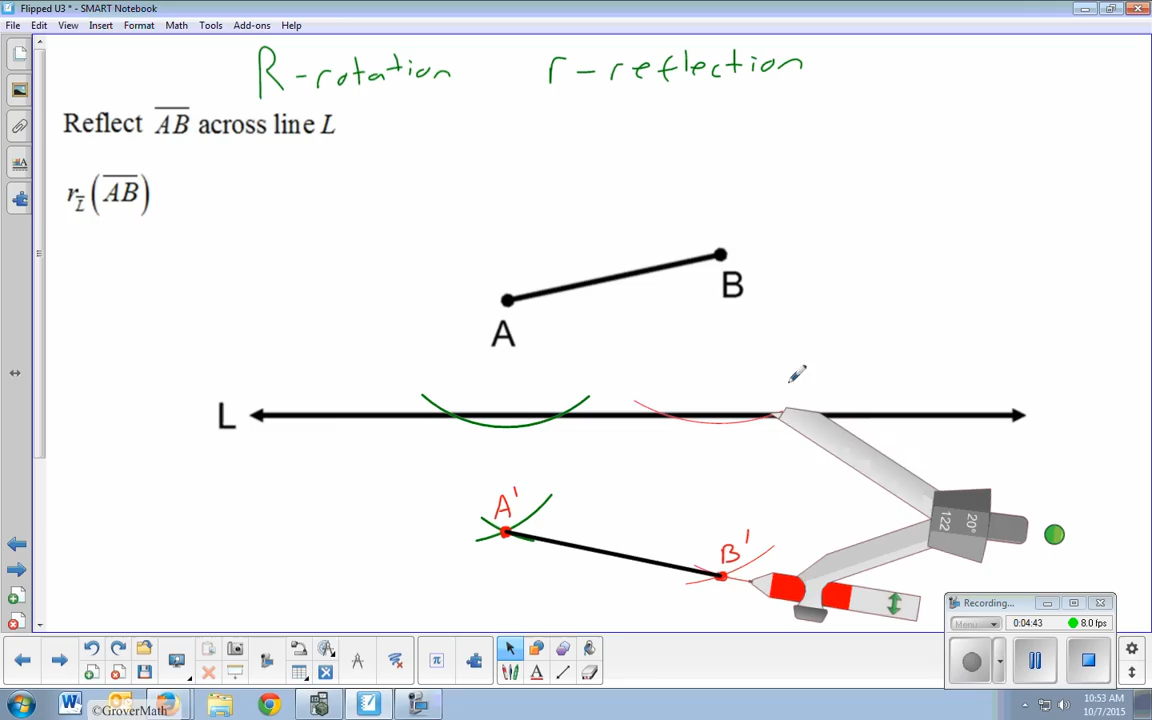 Flipped U3 * - SMART Notebook
File Edit View Insert Format Math Tools Add-ons Help
R-rotation r-reflection
Reflect AB across line L
r L (AB)
B
A
L
A'
B'
122 20°
Recording...
Menu 0:04:43 8.0 fps
10:53 AM
10/7/2015
©GroverMath